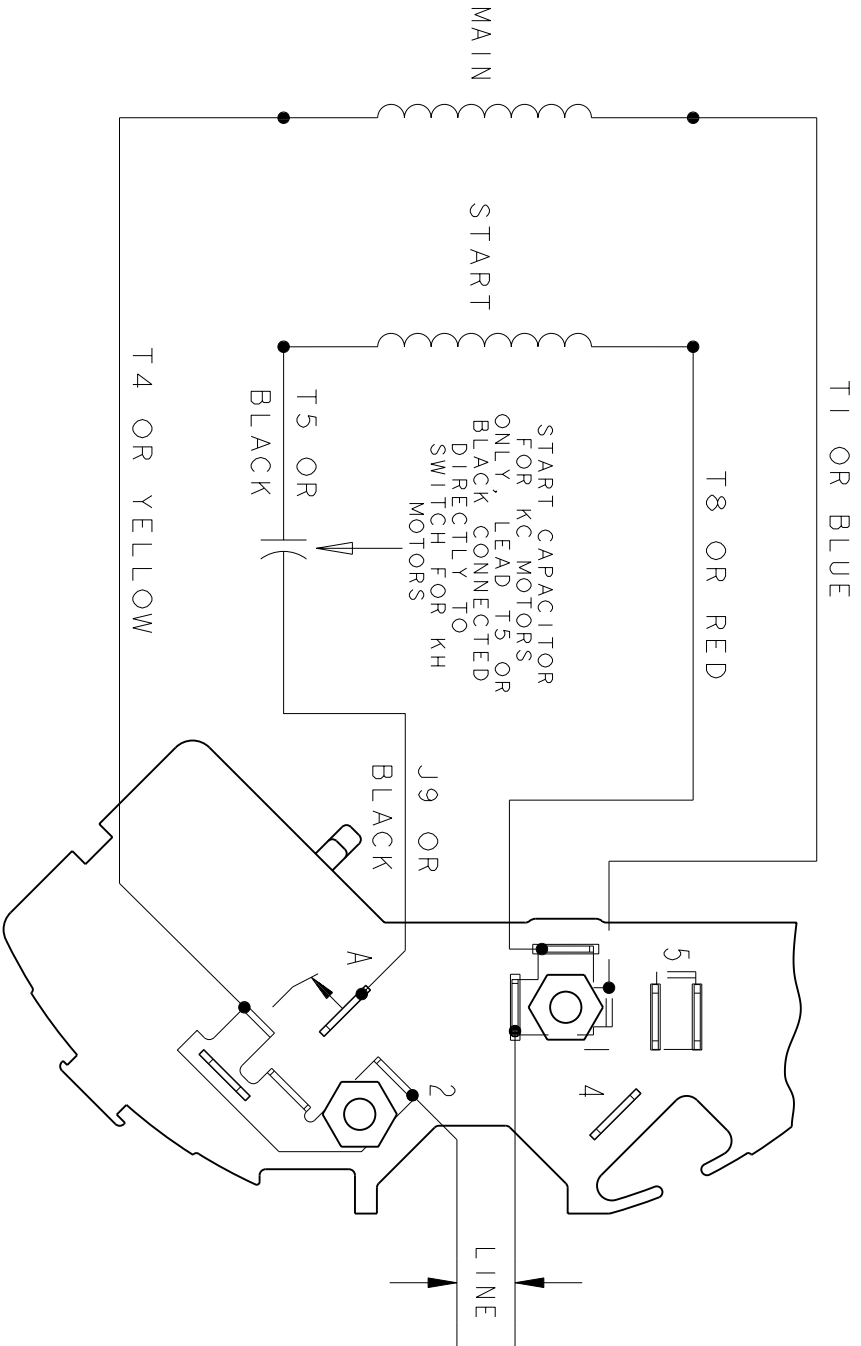 MAIN
START
T1 OR BLUE
T8 OR RED
START CAPACITOR
FOR KC MOTORS
ONLY, LEAD T5 OR
BLACK CONNECTED
DIRECTLY TO
SWITCH FOR KH
MOTORS
T5 OR
BLACK
T4 OR YELLOW
J9 OR
BLACK
5
1
4
A
2
LINE